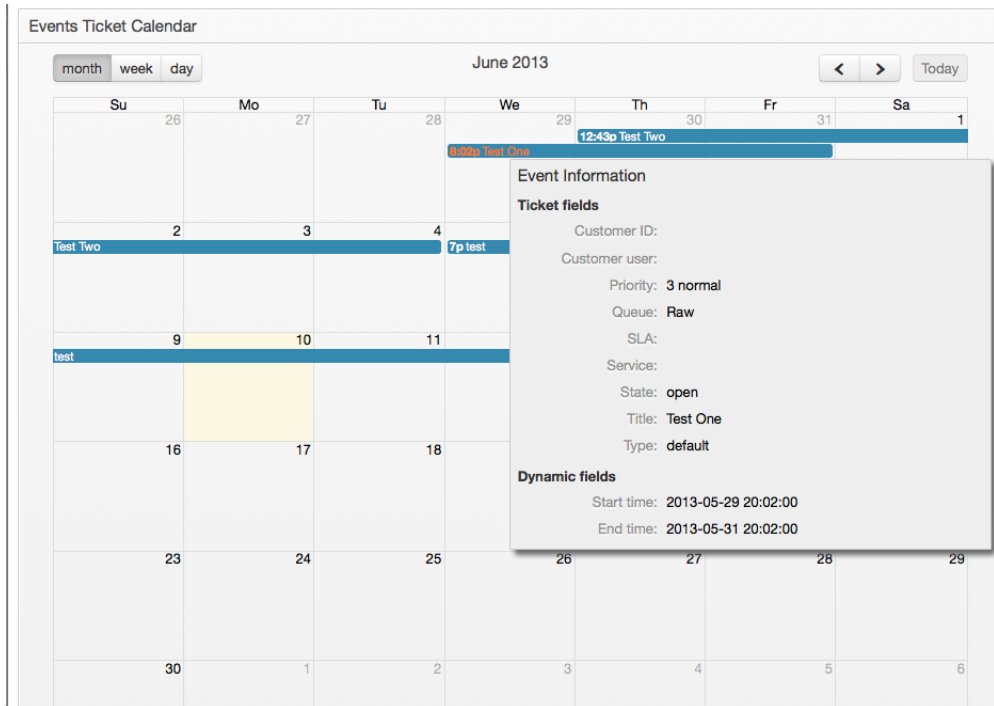 Events Ticket Calendar
month week day June 2013 < > Today
Su Mo Tu We Th Fr Sa
26 27 28 29 30 31 1
12:43p Test Two
8:02p Test One
Event Information
Ticket fields
Customer ID:
Customer user:
Priority: 3 normal
Queue: Raw
SLA:
Service:
State: open
Title: Test One
Type: default
Dynamic fields
Start time: 2013-05-29 20:02:00
End time: 2013-05-31 20:02:00
2 3 4
Test Two 7p test
9 10 11
test
16 17 18
23 24 25 26 27 28 29
30 1 2 3 4 5 6